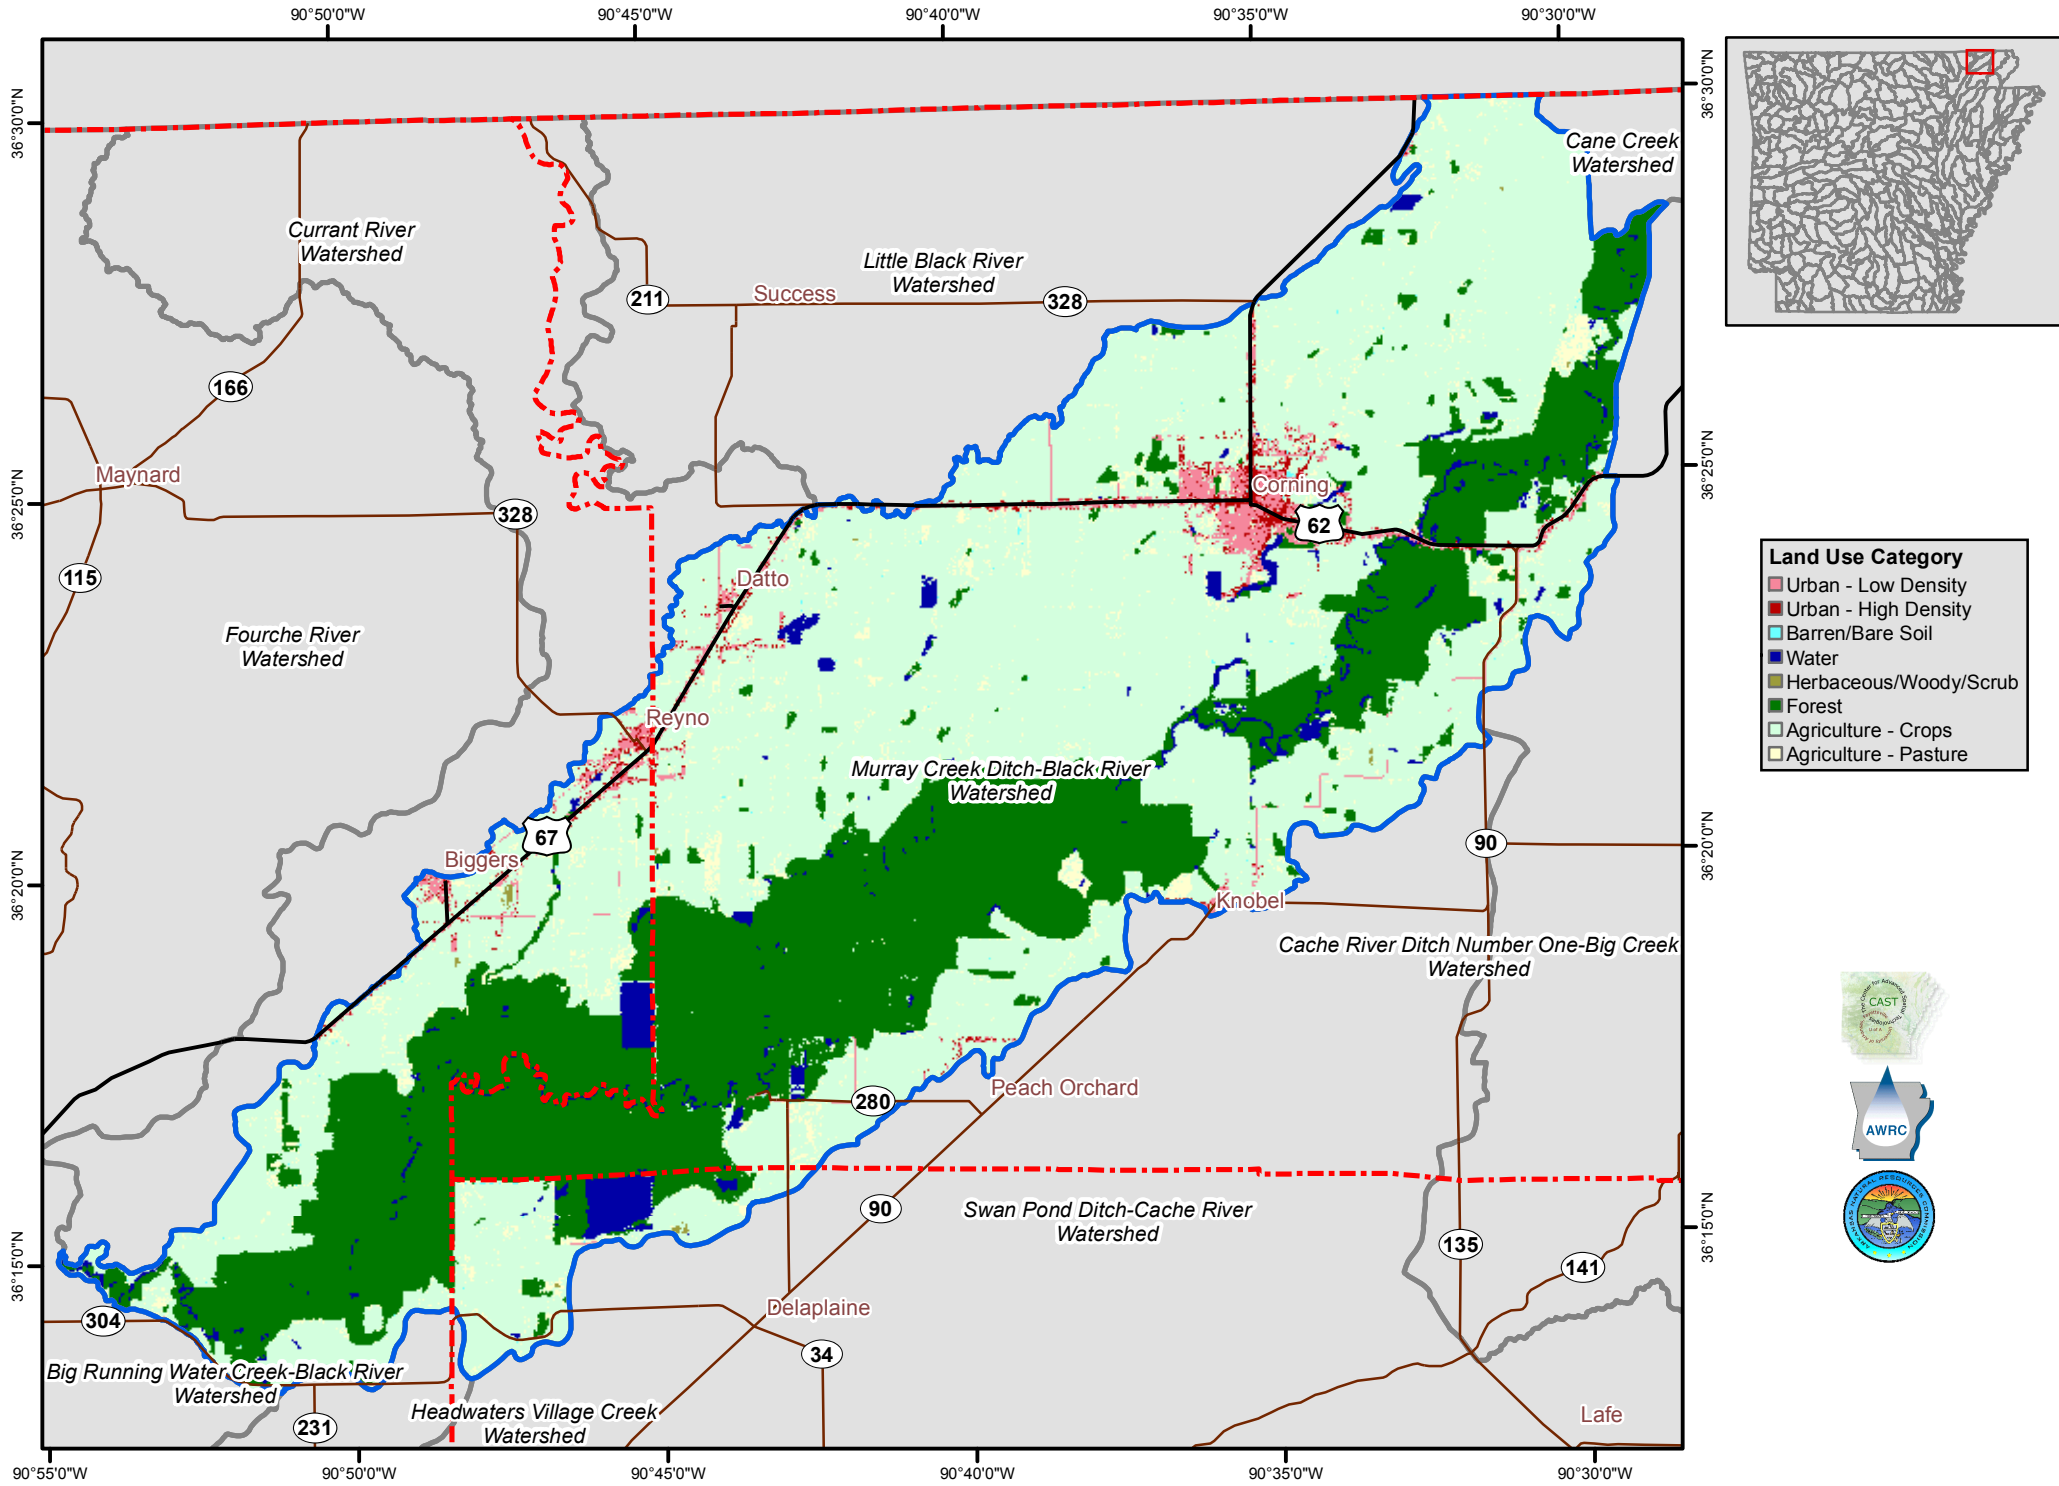 90°50'0"W
90°45'0"W
90°40'0"W
90°35'0"W
90°30'0"W
36°30'0"N
36°30'0"N
Cane Creek
Watershed
Currant River
Watershed
Little Black River
Watershed
211
Success
328
166
Maynard
328
36°25'0"N
36°25'0"N
Corning
62
115
Datto
Fourche River
Watershed
Reyno
Murray Creek Ditch-Black River
Watershed
67
Biggers
90
36°20'0"N
36°20'0"N
Knobel
Cache River Ditch Number One-Big Creek
Watershed
Peach Orchard
280
90
Swan Pond Ditch-Cache River
Watershed
135
141
36°15'0"N
36°15'0"N
304
Delaplaine
34
Big Running Water Creek-Black River
Watershed
Headwaters Village Creek
Watershed
231
Lafe
90°55'0"W
90°50'0"W
90°45'0"W
90°40'0"W
90°35'0"W
90°30'0"W
Land Use Category
Urban - Low Density
Urban - High Density
Barren/Bare Soil
Water
Herbaceous/Woody/Scrub
Forest
Agriculture - Crops
Agriculture - Pasture
CAST
AWRC
ARKANSAS NATURAL RESOURCES COMMISSION